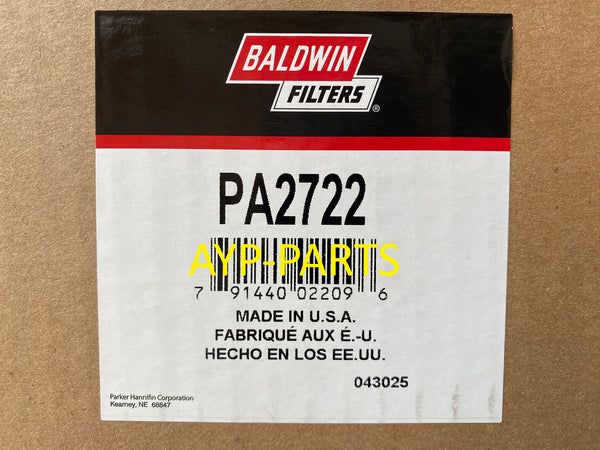 BALDWIN
FILTERS®
PA2722
AYP-PARTS
7 91440 02209 6
MADE IN U.S.A.
FABRIQUÉ AUX É.-U.
HECHO EN LOS EE.UU.
043025
Parker Hannifin Corporation
Kearney, NE 68847